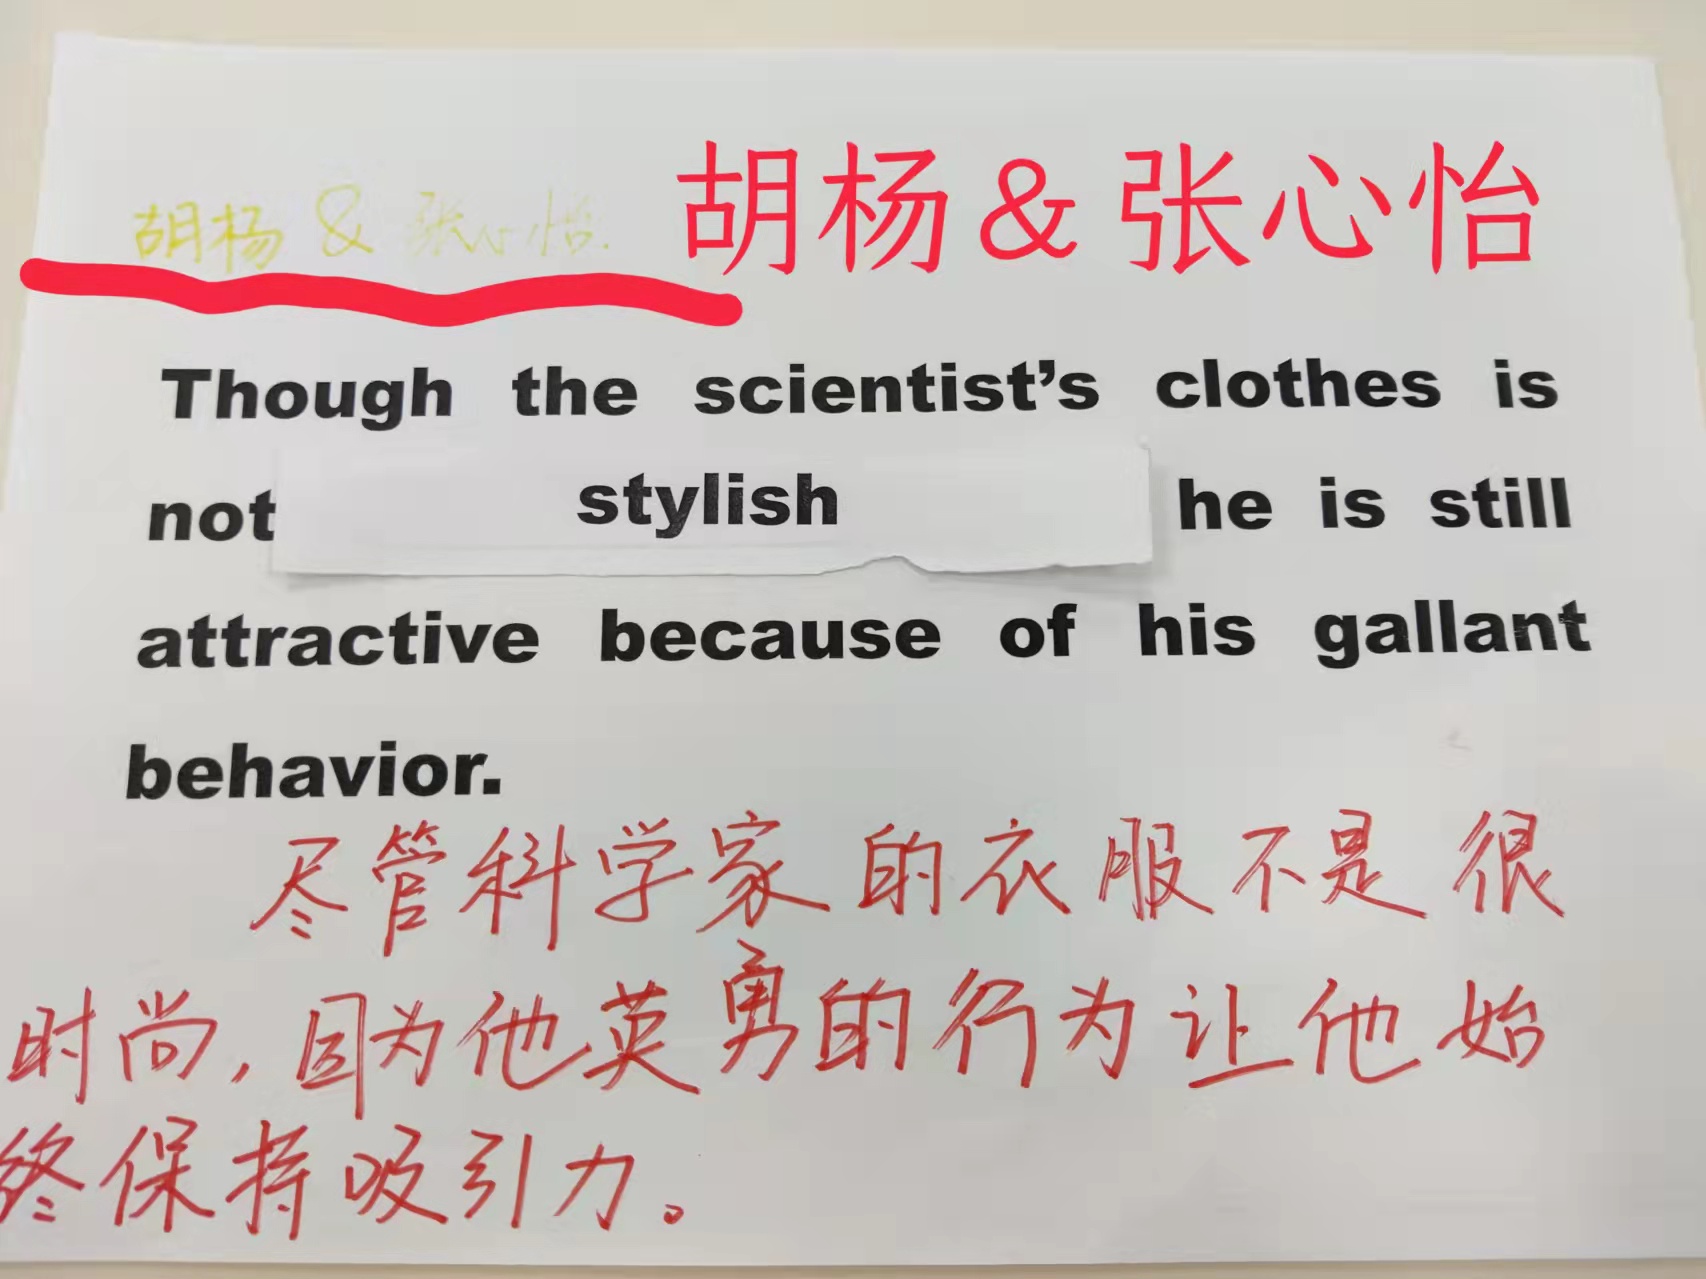 胡杨 & 张心怡
胡杨 & 张心怡
Though the scientist's clothes is
not stylish he is still
attractive because of his gallant
behavior.
尽管科学家的衣服不是很
时尚，因为他英勇的行为让他始
终保持吸引力。